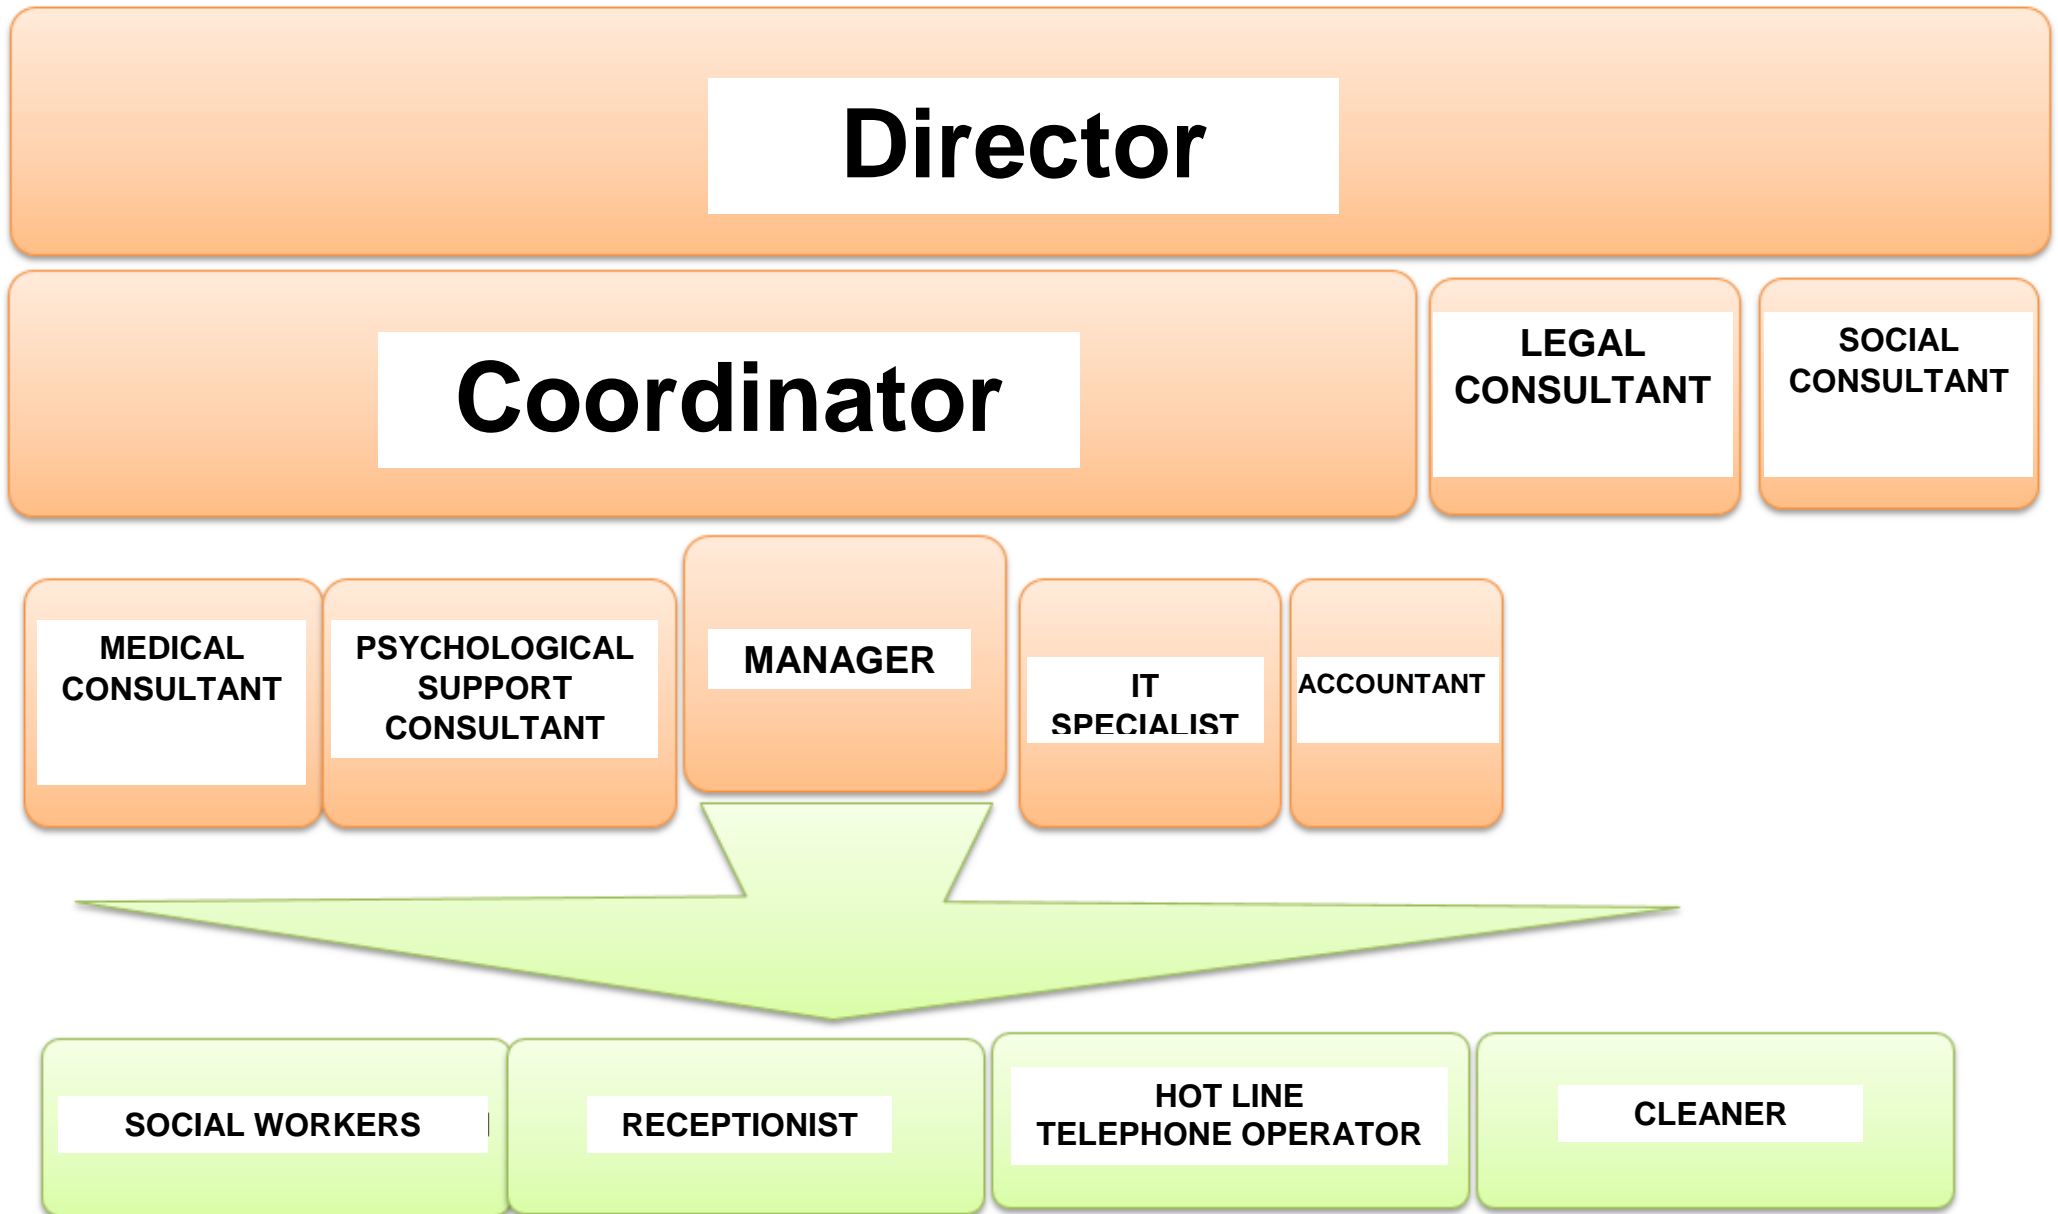 Director
Coordinator
LEGAL
CONSULTANT
SOCIAL
CONSULTANT
MEDICAL
CONSULTANT
PSYCHOLOGICAL
SUPPORT
CONSULTANT
MANAGER
IT
SPECIALIST
ACCOUNTANT
SOCIAL WORKERS
RECEPTIONIST
HOT LINE
TELEPHONE OPERATOR
CLEANER